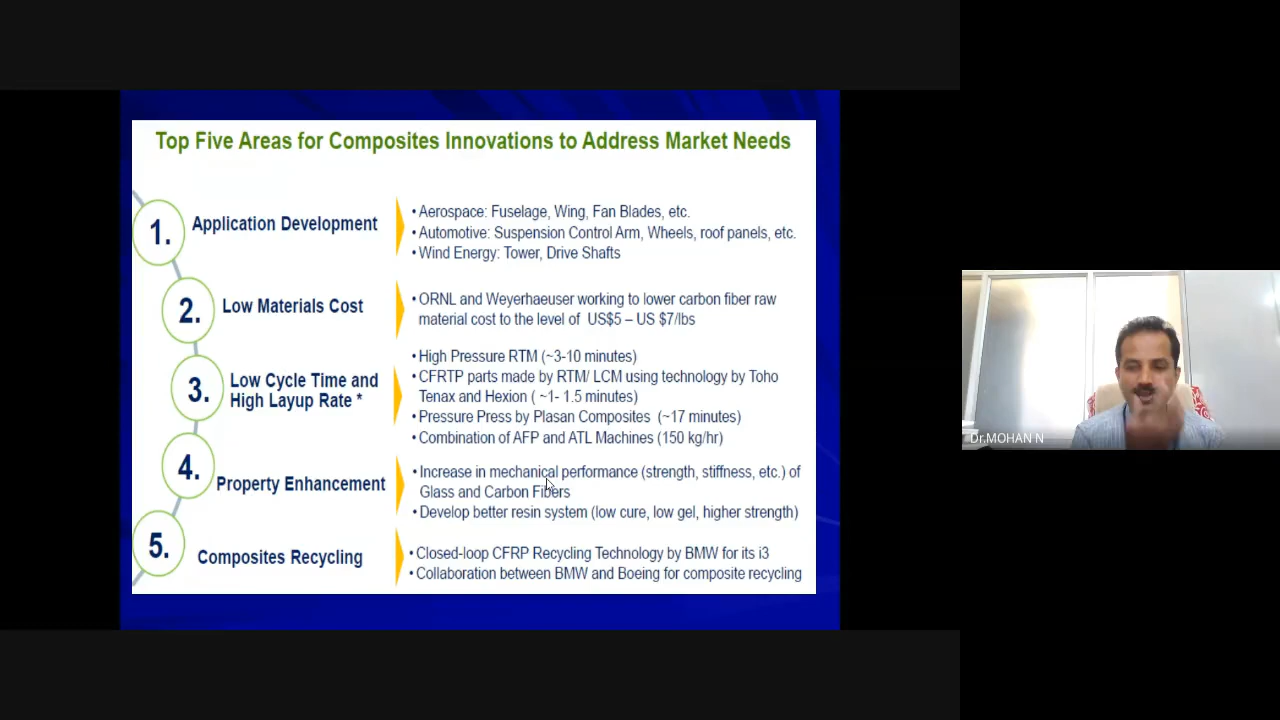 Top Five Areas for Composites Innovations to Address Market Needs
1.
Application Development
• Aerospace: Fuselage, Wing, Fan Blades, etc.
• Automotive: Suspension Control Arm, Wheels, roof panels, etc.
• Wind Energy: Tower, Drive Shafts
2.
Low Materials Cost
• ORNL and Weyerhaeuser working to lower carbon fiber raw
material cost to the level of US$5 – US $7/lbs
3.
Low Cycle Time and
High Layup Rate *
• High Pressure RTM (~3-10 minutes)
• CFRTP parts made by RTM/ LCM using technology by Toho
Tenax and Hexion ( ~1- 1.5 minutes)
• Pressure Press by Plasan Composites (~17 minutes)
• Combination of AFP and ATL Machines (150 kg/hr)
4.
Property Enhancement
• Increase in mechanical performance (strength, stiffness, etc.) of
Glass and Carbon Fibers
• Develop better resin system (low cure, low gel, higher strength)
5.
Composites Recycling
• Closed-loop CFRP Recycling Technology by BMW for its i3
• Collaboration between BMW and Boeing for composite recycling
Dr.MOHAN N